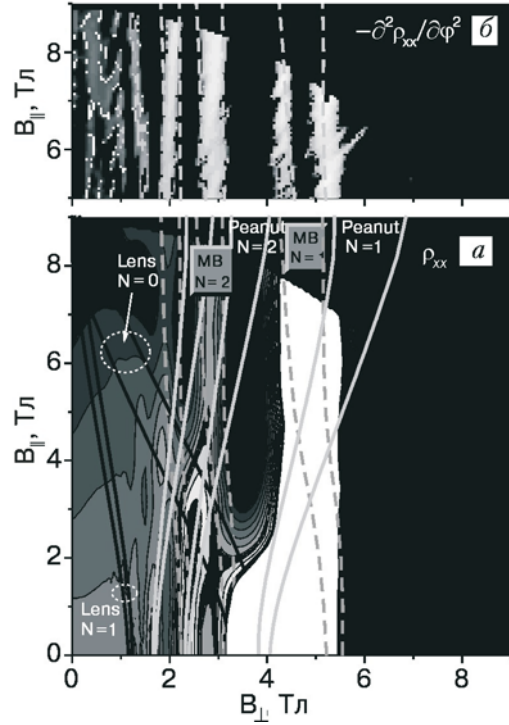 −∂²ρxx/∂φ² б
B∥, Тл
8
6
Peanut Peanut
N=2 N=1
ρxx а
Lens
N=0
MB
N=2
MB
N=1
8
6
4
2
0
B∥, Тл
Lens
N=1
0 2 4 6 8
B⊥, Тл